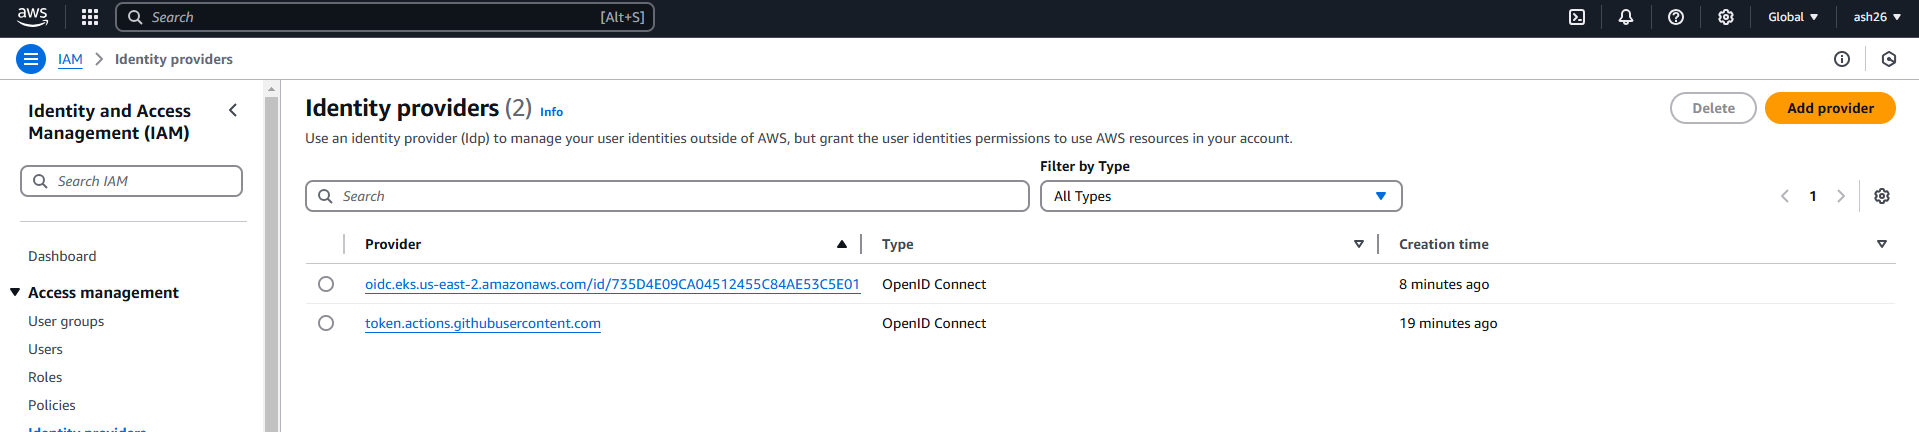 aws Search [Alt+S] Global ash26
IAM > Identity providers
Identity and Access
Management (IAM)
Search IAM
Dashboard
Access management
User groups
Users
Roles
Policies
Identity providers
Identity providers (2) Info
Delete Add provider
Use an identity provider (Idp) to manage your user identities outside of AWS, but grant the user identities permissions to use AWS resources in your account.
Filter by Type
Search All Types 1
Provider Type Creation time
oidc.eks.us-east-2.amazonaws.com/id/735D4E09CA04512455C84AE53C5E01 OpenID Connect 8 minutes ago
token.actions.githubusercontent.com OpenID Connect 19 minutes ago